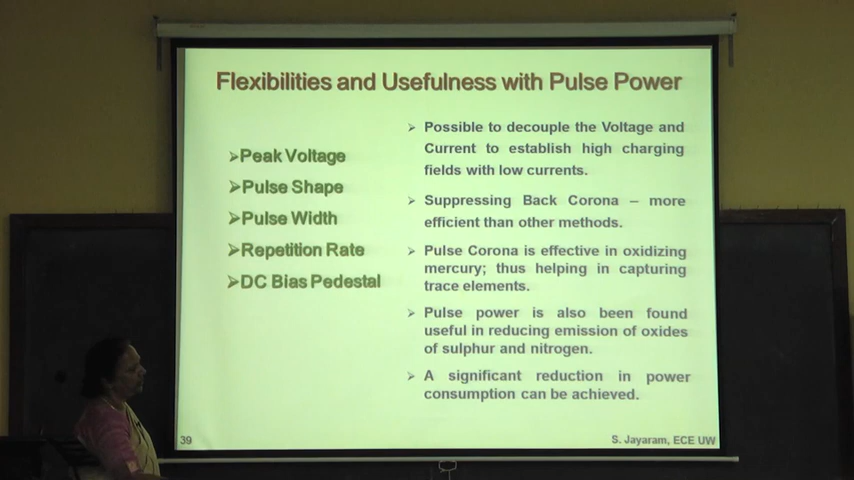 Flexibilities and Usefulness with Pulse Power
➢Peak Voltage
➢Pulse Shape
➢Pulse Width
➢Repetition Rate
➢DC Bias Pedestal
➢ Possible to decouple the Voltage and
Current to establish high charging
fields with low currents.
➢ Suppressing Back Corona – more
efficient than other methods.
➢ Pulse Corona is effective in oxidizing
mercury; thus helping in capturing
trace elements.
➢ Pulse power is also been found
useful in reducing emission of oxides
of sulphur and nitrogen.
➢ A significant reduction in power
consumption can be achieved.
39
S. Jayaram, ECE UW